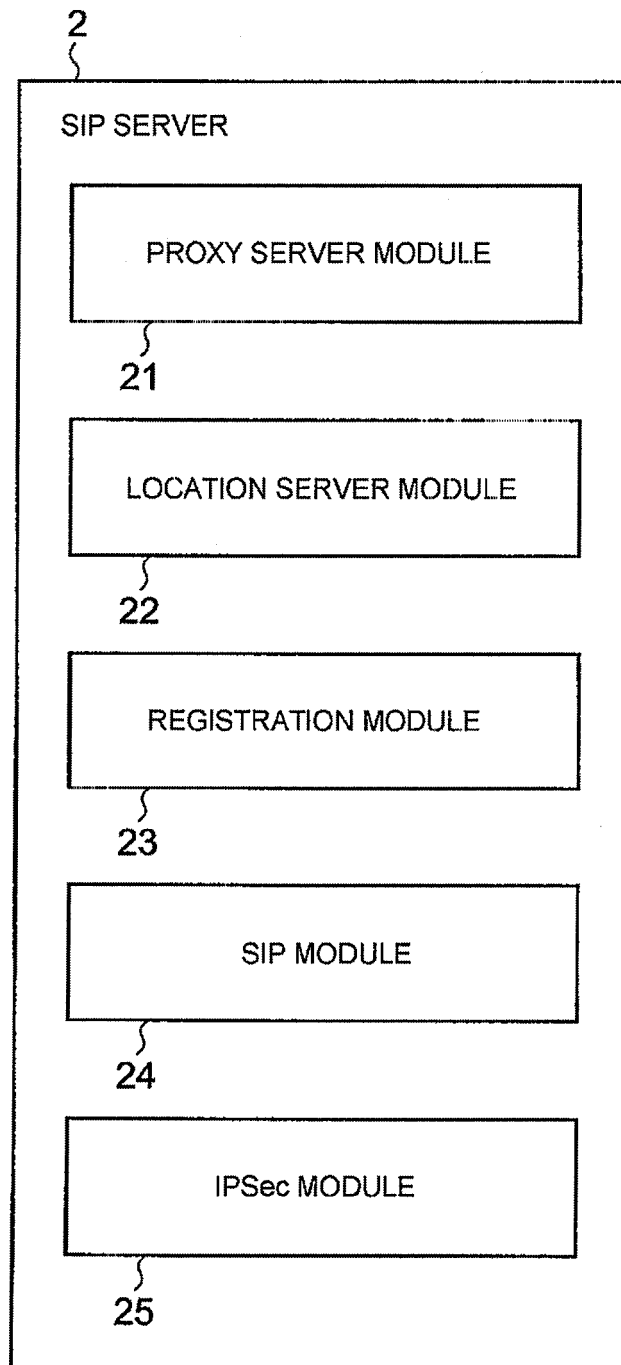 2
SIP SERVER
PROXY SERVER MODULE
21
LOCATION SERVER MODULE
22
REGISTRATION MODULE
23
SIP MODULE
24
IPSec MODULE
25